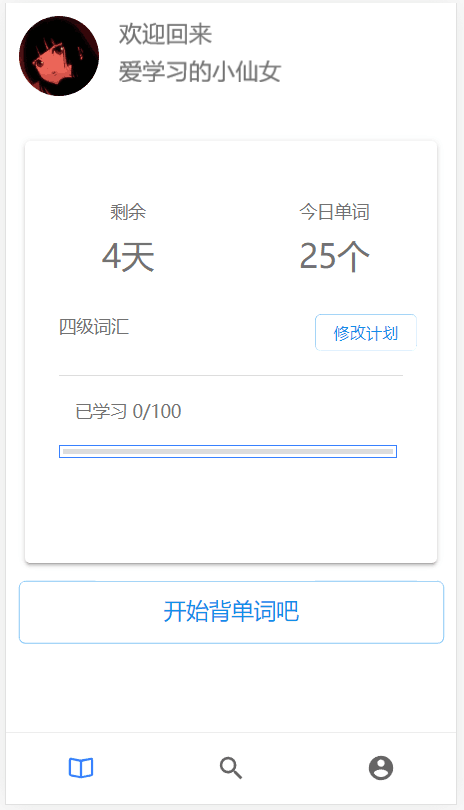 欢迎回来
爱学习的小仙女
剩余
今日单词
4天
25个
四级词汇
修改计划
已学习 0/100
开始背单词吧